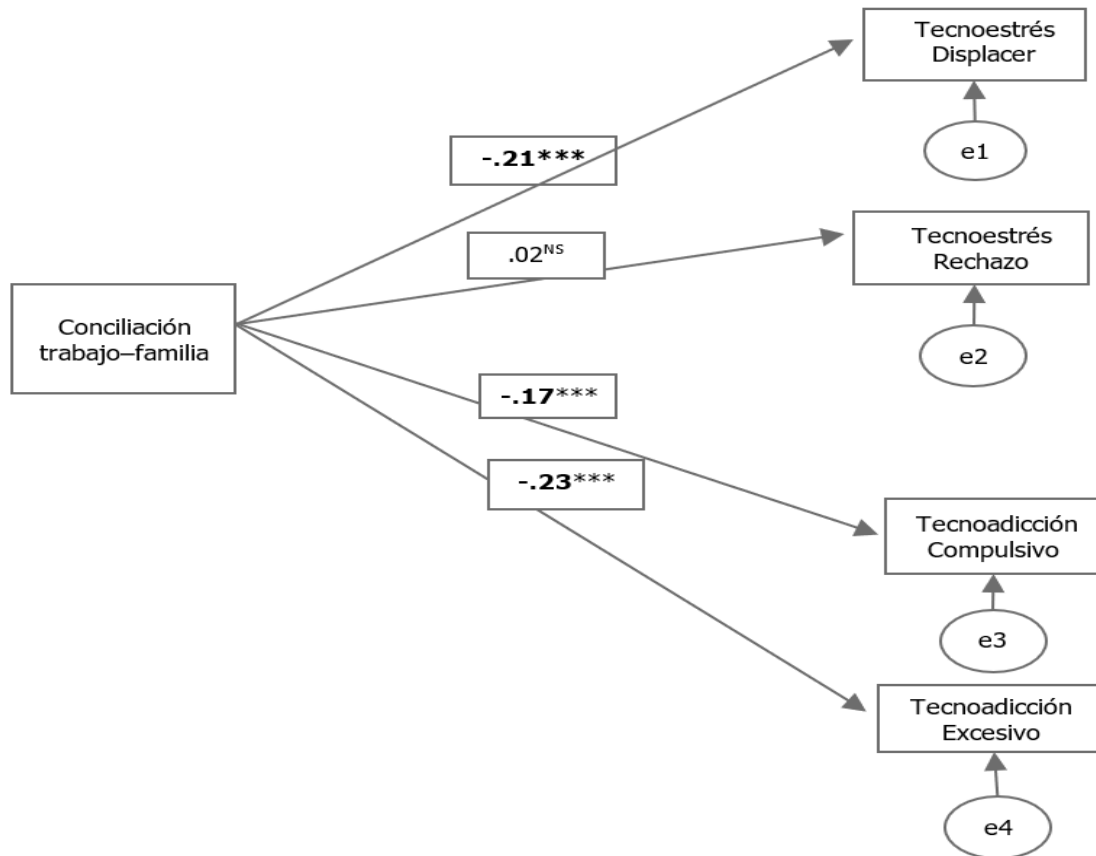 Tecnoestrés
Displacer
e1
-.21***
Tecnoestrés
Rechazo
.02ᴺˢ
e2
Conciliación
trabajo–familia
-.17***
-.23***
Tecnoadicción
Compulsivo
e3
Tecnoadicción
Excesivo
e4